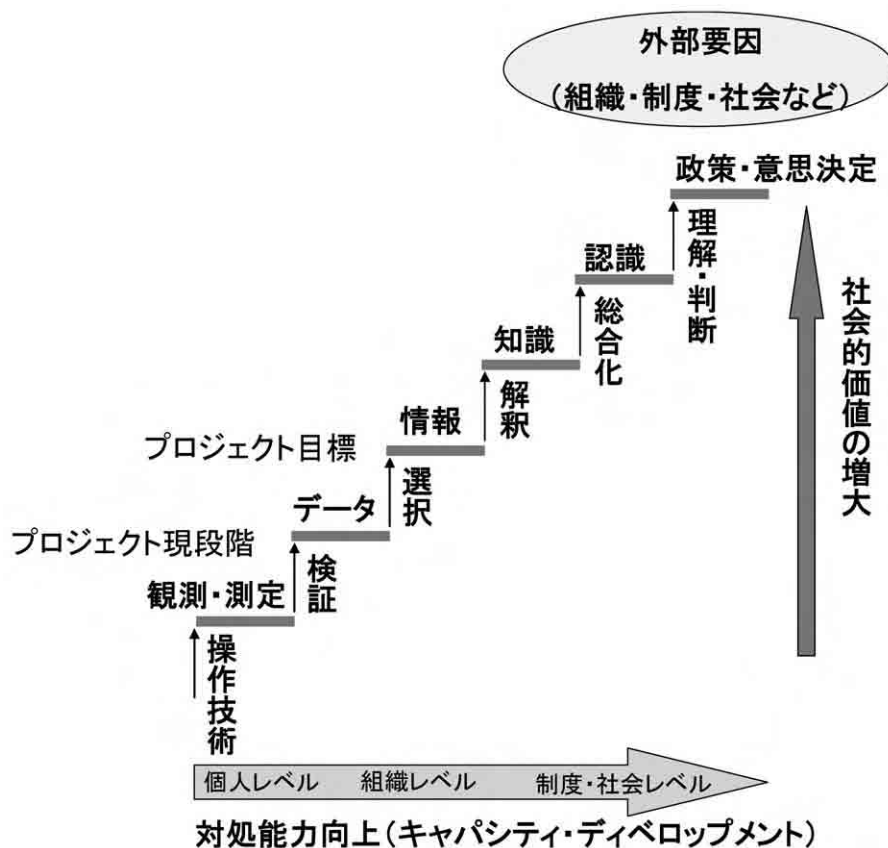 外部要因
（組織・制度・社会など）
政策・意思決定
理解・判断
認識
総合化
知識
解釈
情報
プロジェクト目標
選択
データ
プロジェクト現段階
検証
観測・測定
操作技術
社会的価値の増大
個人レベル 組織レベル 制度・社会レベル
対処能力向上（キャパシティ・ディベロップメント）